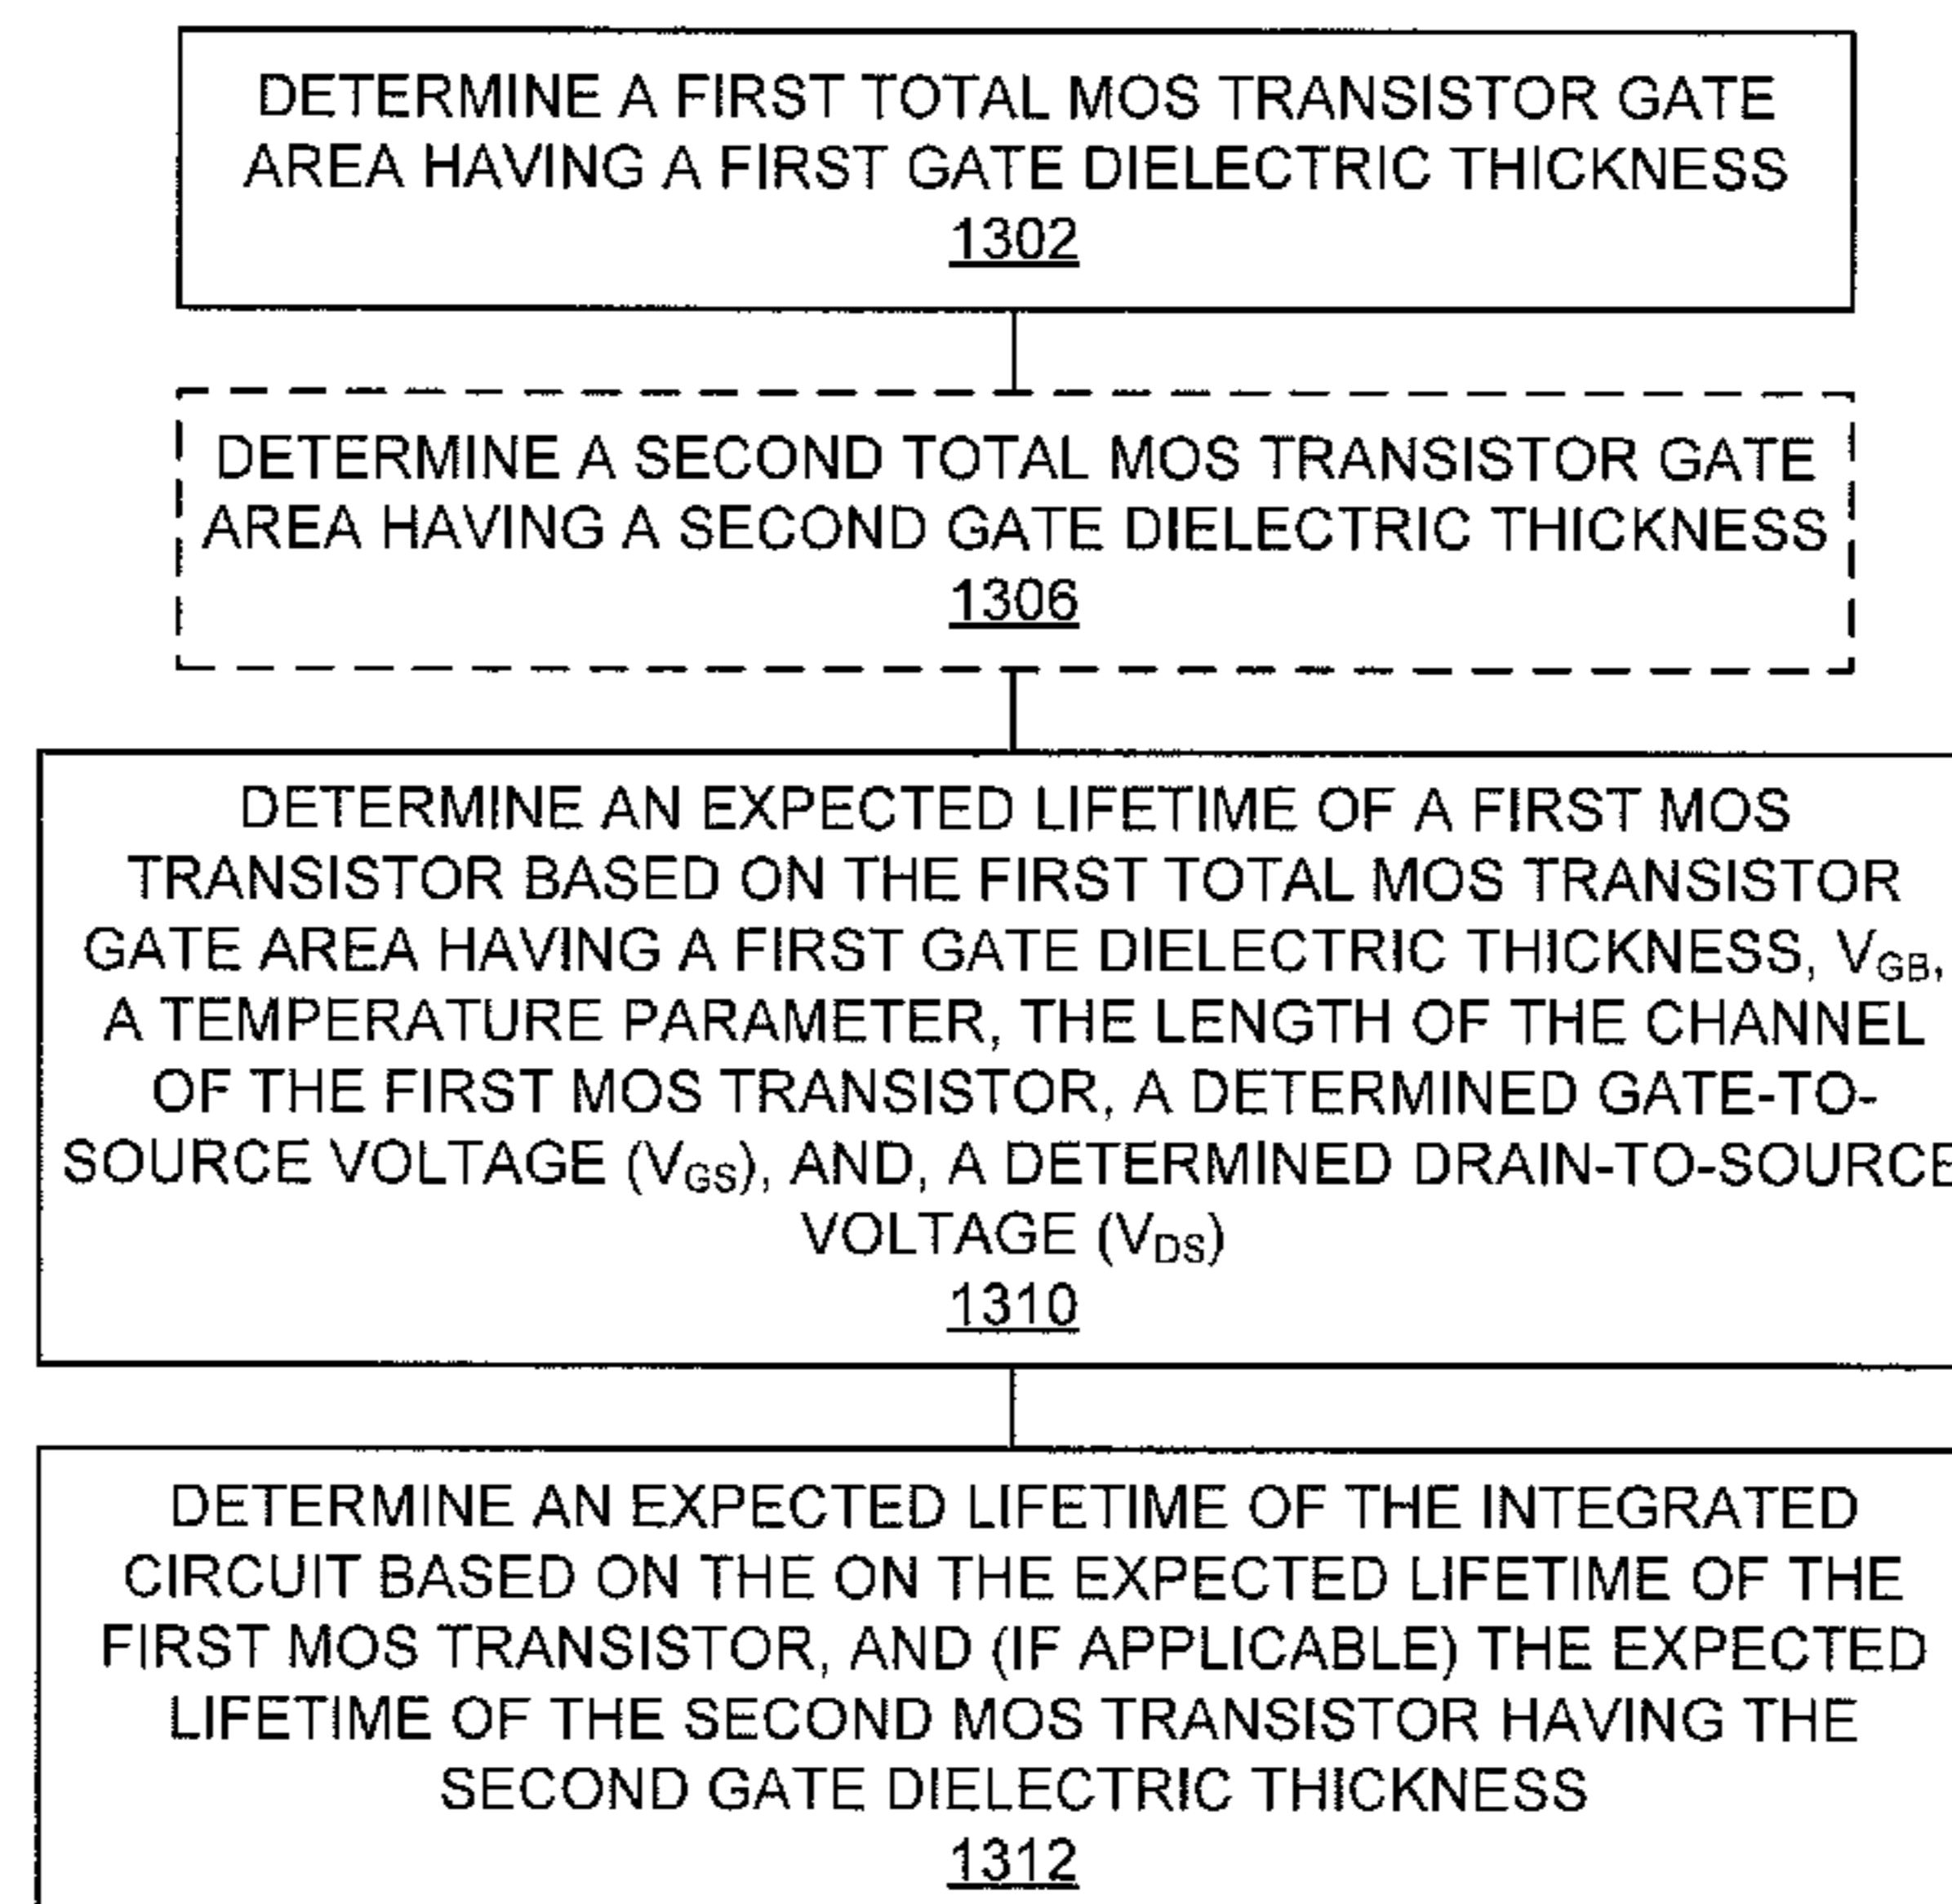 DETERMINE A FIRST TOTAL MOS TRANSISTOR GATE
AREA HAVING A FIRST GATE DIELECTRIC THICKNESS
1302
DETERMINE A SECOND TOTAL MOS TRANSISTOR GATE
AREA HAVING A SECOND GATE DIELECTRIC THICKNESS
1306
DETERMINE AN EXPECTED LIFETIME OF A FIRST MOS
TRANSISTOR BASED ON THE FIRST TOTAL MOS TRANSISTOR
GATE AREA HAVING A FIRST GATE DIELECTRIC THICKNESS, VGB,
A TEMPERATURE PARAMETER, THE LENGTH OF THE CHANNEL
OF THE FIRST MOS TRANSISTOR, A DETERMINED GATE-TO-
SOURCE VOLTAGE (VGS), AND, A DETERMINED DRAIN-TO-SOURCE
VOLTAGE (VDS)
1310
DETERMINE AN EXPECTED LIFETIME OF THE INTEGRATED
CIRCUIT BASED ON THE ON THE EXPECTED LIFETIME OF THE
FIRST MOS TRANSISTOR, AND (IF APPLICABLE) THE EXPECTED
LIFETIME OF THE SECOND MOS TRANSISTOR HAVING THE
SECOND GATE DIELECTRIC THICKNESS
1312